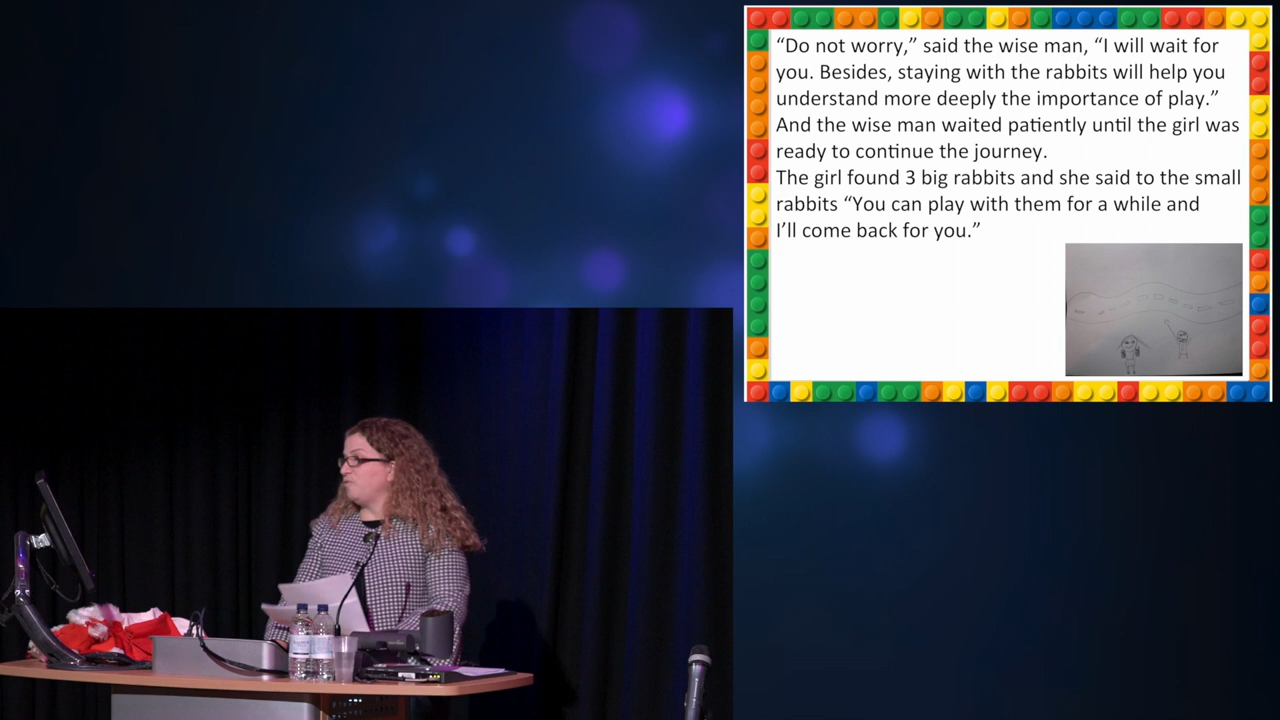 “Do not worry,” said the wise man, “I will wait for
you. Besides, staying with the rabbits will help you
understand more deeply the importance of play.”
And the wise man waited patiently until the girl was
ready to continue the journey.
The girl found 3 big rabbits and she said to the small
rabbits “You can play with them for a while and
I’ll come back for you.”